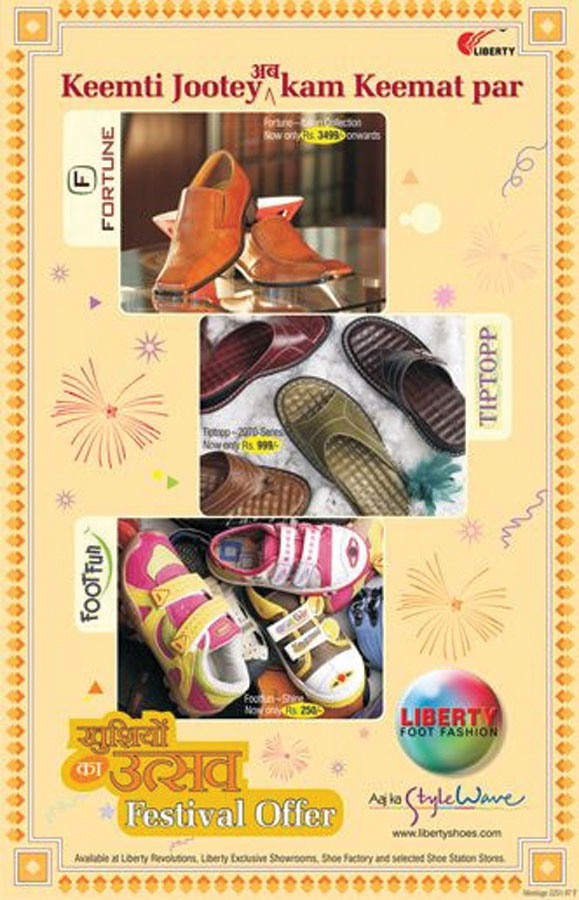 LIBERTY
Keemti Jootey अब kam Keemat par
FORTUNE
Fortune–Italian Collection
Now only Rs. 3499/- onwards
TIPTOPP
Tiptopp–2070-Series
Now only Rs. 999/-
FOOTFUN
Footfun–Shine
Now only Rs. 250/-
LIBERTY
FOOT FASHION
खुशियों
का उत्सव
Festival Offer
Aaj ka StyleWave
www.libertyshoes.com
Available at Liberty Revolutions, Liberty Exclusive Showrooms, Shoe Factory and selected Shoe Station Stores.